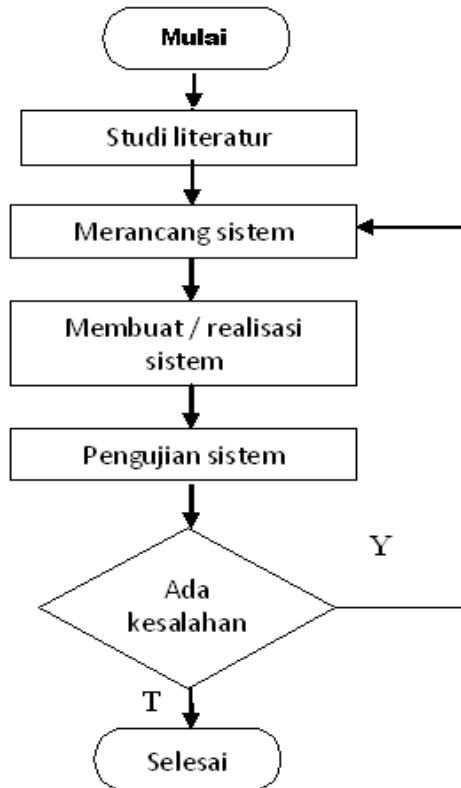 Mulai
Studi literatur
Merancang sistem
Membuat / realisasi
sistem
Pengujian sistem
Ada
kesalahan
Y
T
Selesai